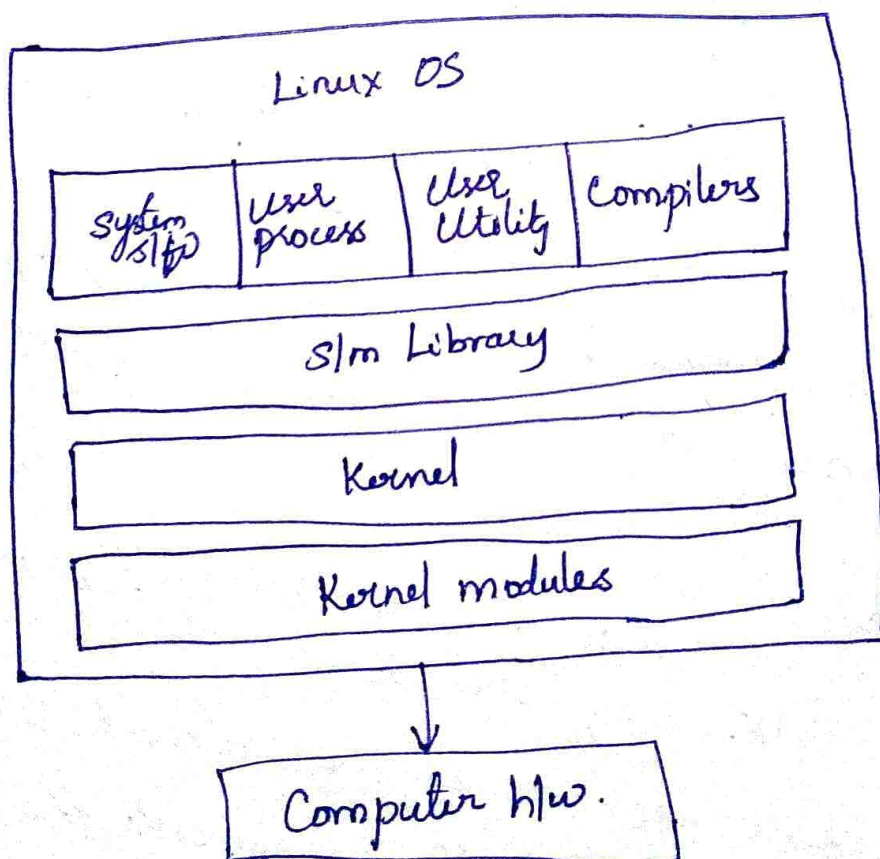 Linux OS
System
s/w
User
process
User
Utility
Compilers
S/m Library
Kernel
Kernel modules
Computer h/w.